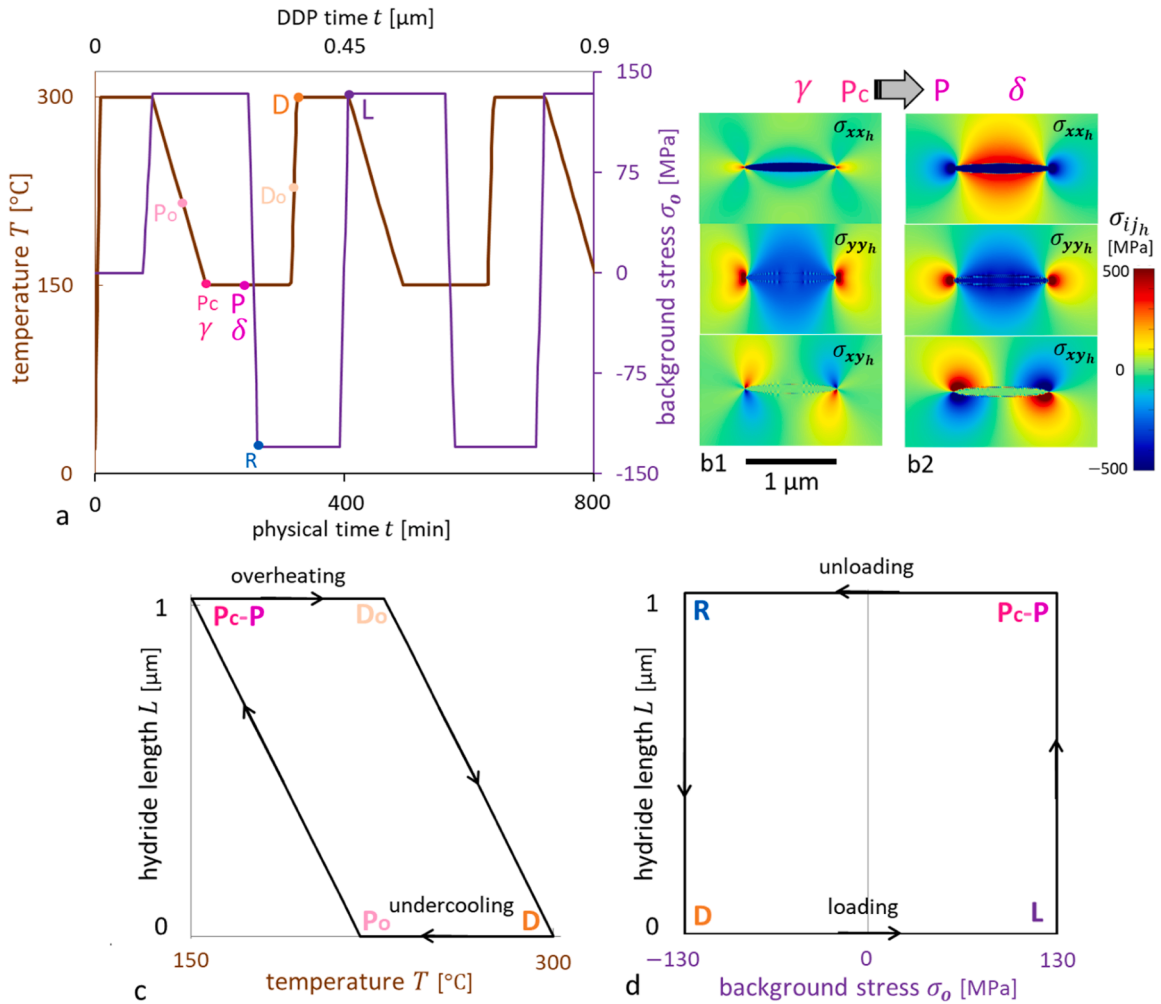 DDP time t [μm]
0 0.45 0.9
300
150
0
temperature T [°C]
150
75
0
-75
-150
background stress σₒ [MPa]
D
L
Po
Do
Pc P
γ δ
R
0 400 800
physical time t [min]
a
γ Pc P δ
σxxh σxxh
σyyh σyyh
σxyh σxyh
σijh
[MPa]
500
0
−500
b1 b2
1 μm
overheating
1
Pc-P Do
hydride length L [μm]
undercooling
0
Po D
150 300
temperature T [°C]
c
unloading
1
R Pc-P
hydride length L [μm]
D L
0
loading
−130 0 130
background stress σₒ [MPa]
d